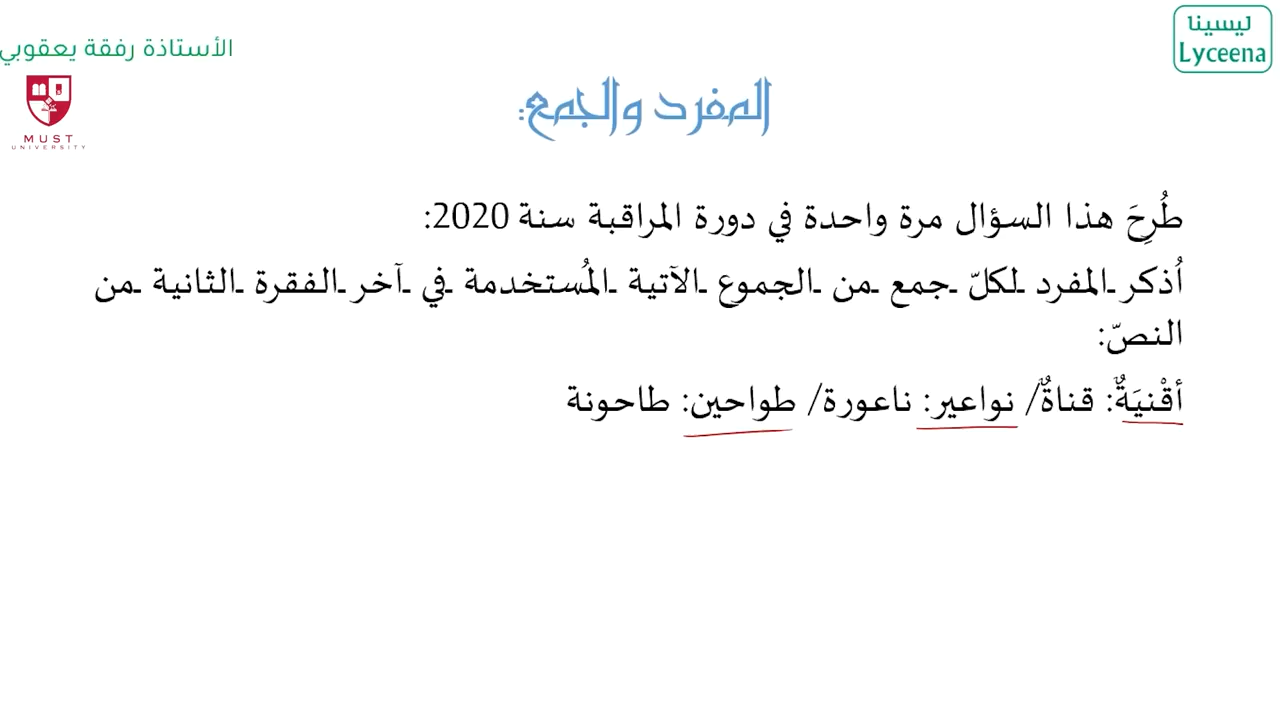 ليسينا
Lyceena
الأستاذة رفقة يعقوبي
MUST
UNIVERSITY
المفرد والجمع:
طُرِحَ هذا السؤال مرة واحدة في دورة المراقبة سنة 2020:
اُذكر المفرد لكلّ جمع من الجموع الآتية المُستخدمة في آخر الفقرة الثانية من
النصّ:
أقْنيَةٌ: قناةٌ/ نواعير: ناعورة/ طواحين: طاحونة